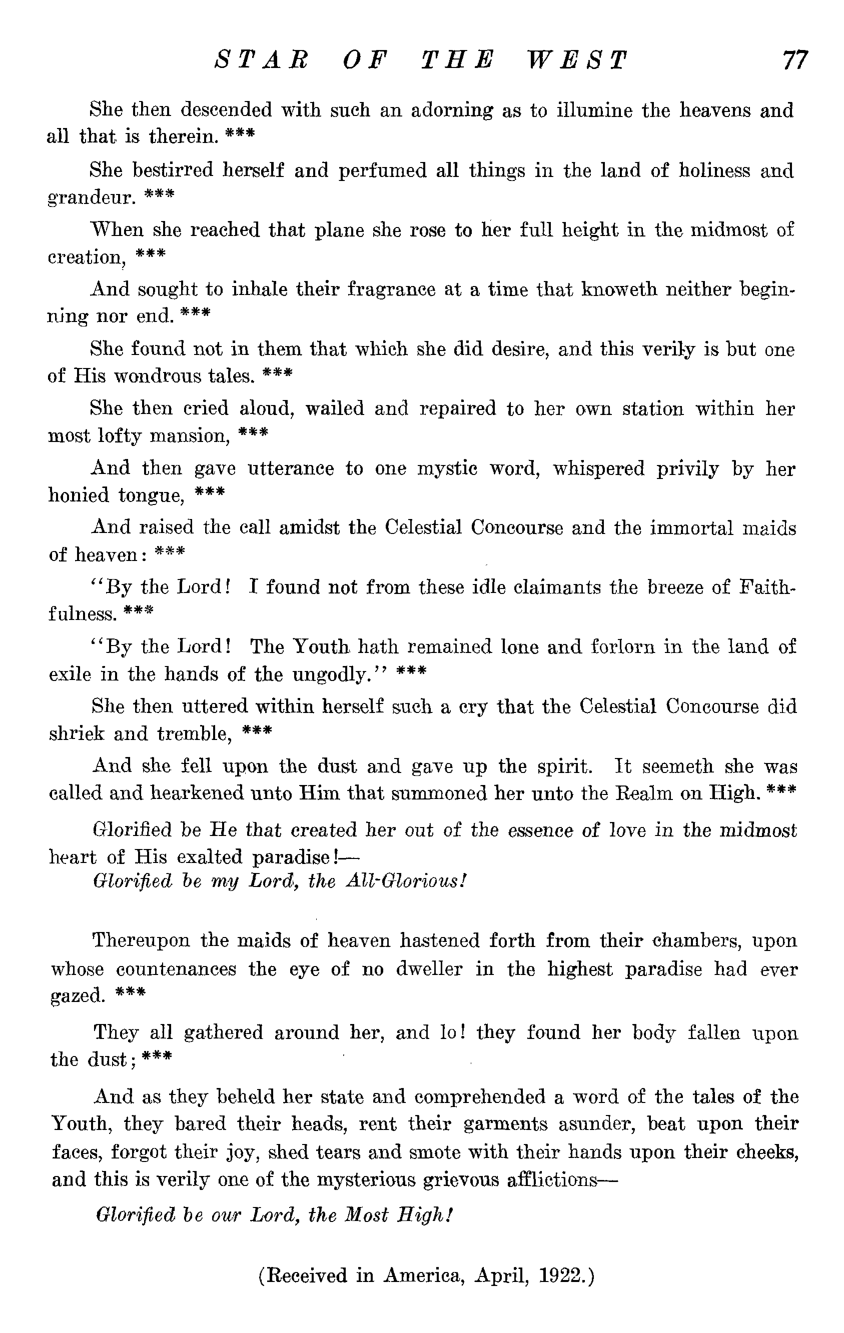 STAR OF THE WEST 77
She then descended with such an adorning as to illumine the heavens and
all that is therein. ***
She bestirred herself and perfumed all things in the land of holiness and
grandeur. ***
When she reached that plane she rose to her full height in the midmost of
creation, ***
And sought to inhale their fragrance at a time that knoweth neither begin-
ning nor end. ***
She found not in them that which she did desire, and this verily is but one
of His wondrous tales. ***
She then cried aloud, wailed and repaired to her own station within her
most lofty mansion, ***
And then gave utterance to one mystic word, whispered privily by her
honied tongue, ***
And raised the call amidst the Celestial Concourse and the immortal maids
of heaven: ***
"By the Lord! I found not from these idle claimants the breeze of Faith-
fulness. ***
"By the Lord! The Youth hath remained lone and forlorn in the land of
exile in the hands of the ungodly." ***
She then uttered within herself such a cry that the Celestial Concourse did
shriek and tremble, ***
And she fell upon the dust and gave up the spirit. It seemeth she was
called and hearkened unto Him that summoned her unto the Realm on High. ***
Glorified be He that created her out of the essence of love in the midmost
heart of His exalted paradise!—
Glorified be my Lord, the All-Glorious!
Thereupon the maids of heaven hastened forth from their chambers, upon
whose countenances the eye of no dweller in the highest paradise had ever
gazed. ***
They all gathered around her, and lo! they found her body fallen upon
the dust; ***
And as they beheld her state and comprehended a word of the tales of the
Youth, they bared their heads, rent their garments asunder, beat upon their
faces, forgot their joy, shed tears and smote with their hands upon their cheeks,
and this is verily one of the mysterious grievous afflictions—
Glorified be our Lord, the Most High!
(Received in America, April, 1922.)